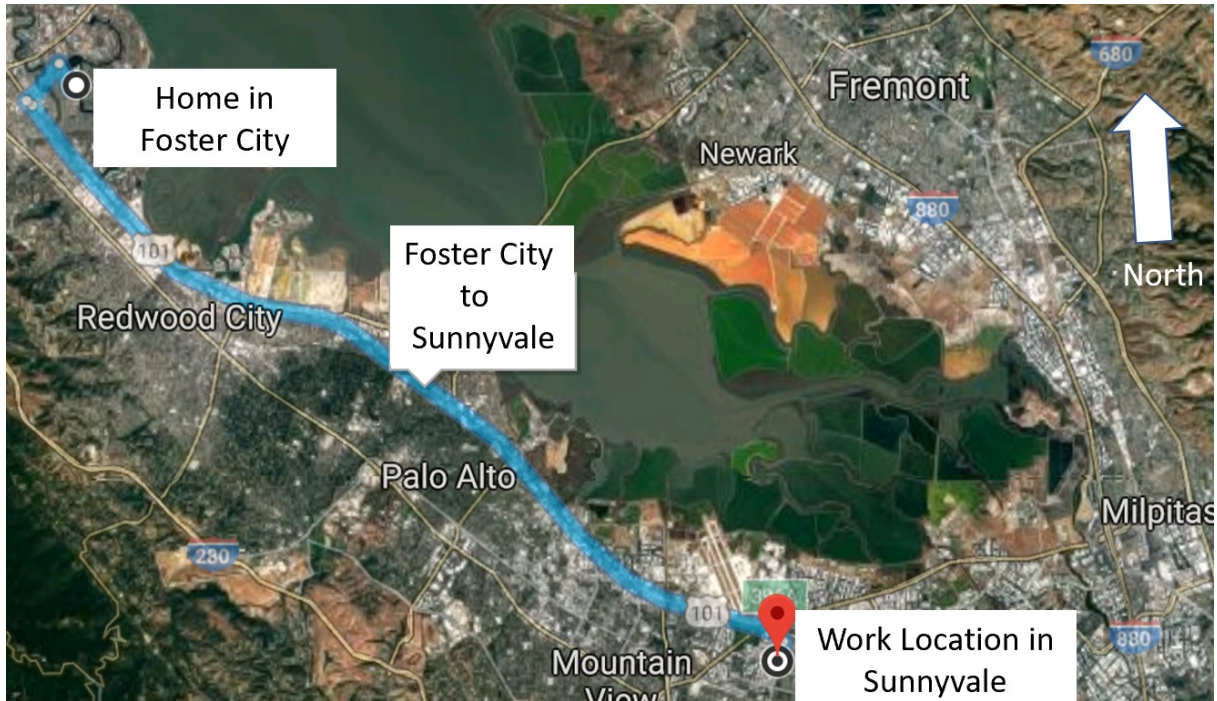 680
Home in
Foster City
Fremont
Newark
880
101
Foster City
to
Sunnyvale
North
Redwood City
Palo Alto
Milpitas
280
101
Mountain
View
Work Location in
Sunnyvale
880